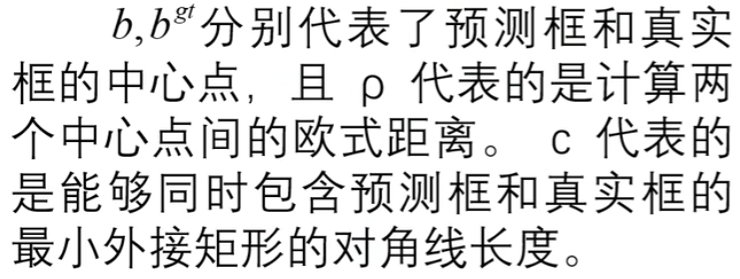 b,b^gt分别代表了预测框和真实
框的中心点，且 ρ 代表的是计算两
个中心点间的欧式距离。 c 代表的
是能够同时包含预测框和真实框的
最小外接矩形的对角线长度。